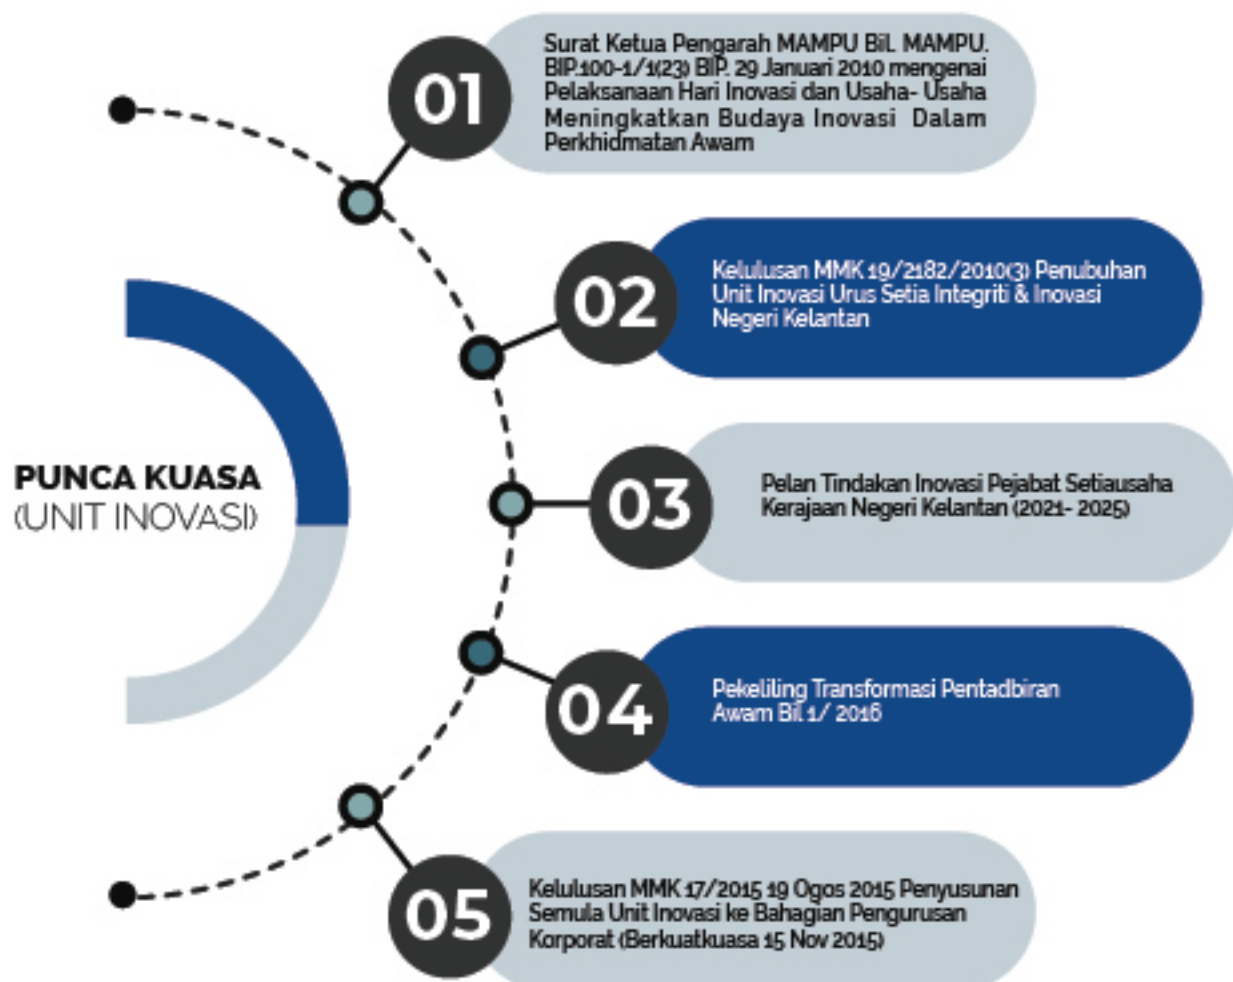 01
Surat Ketua Pengarah MAMPU Bil. MAMPU.
BIP.100-1/1(23) BIP. 29 Januari 2010 mengenai
Pelaksanaan Hari Inovasi dan Usaha- Usaha
Meningkatkan Budaya Inovasi Dalam
Perkhidmatan Awam
02
Kelulusan MMK 19/2182/2010(3) Penubuhan
Unit Inovasi Urus Setia Integriti & Inovasi
Negeri Kelantan
PUNCA KUASA
(UNIT INOVASI)
03
Pelan Tindakan Inovasi Pejabat Setiausaha
Kerajaan Negeri Kelantan (2021- 2025)
04
Pekeliling Transformasi Pentadbiran
Awam Bil 1/ 2016
05
Kelulusan MMK 17/2015 19 Ogos 2015 Penyusunan
Semula Unit Inovasi ke Bahagian Pengurusan
Korporat (Berkuatkuasa 15 Nov 2015)